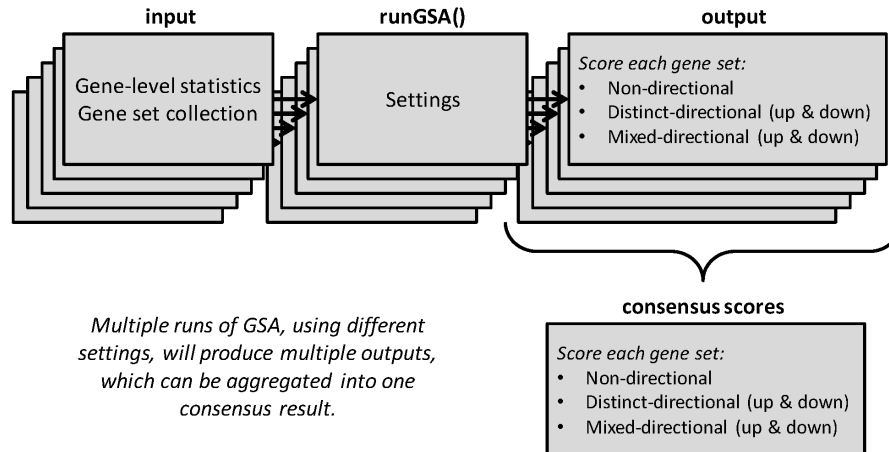 input
runGSA()
output
Gene-level statistics
Gene set collection
Settings
Score each gene set:
• Non-directional
• Distinct-directional (up & down)
• Mixed-directional (up & down)
Multiple runs of GSA, using different
settings, will produce multiple outputs,
which can be aggregated into one
consensus result.
consensus scores
Score each gene set:
• Non-directional
• Distinct-directional (up & down)
• Mixed-directional (up & down)